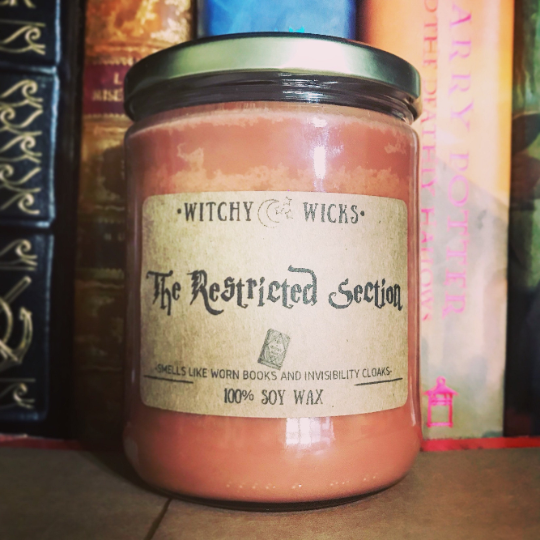 •WITCHY WICKS•
The Restricted Section
-SMELLS LIKE WORN BOOKS AND INVISIBILITY CLOAKS-
100% SOY WAX
ARRY POTTER
D THE DEATHLY HALLOWS